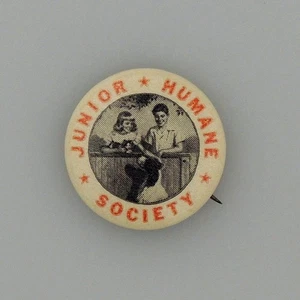 JUNIOR ★ HUMANE ★
SOCIETY ★